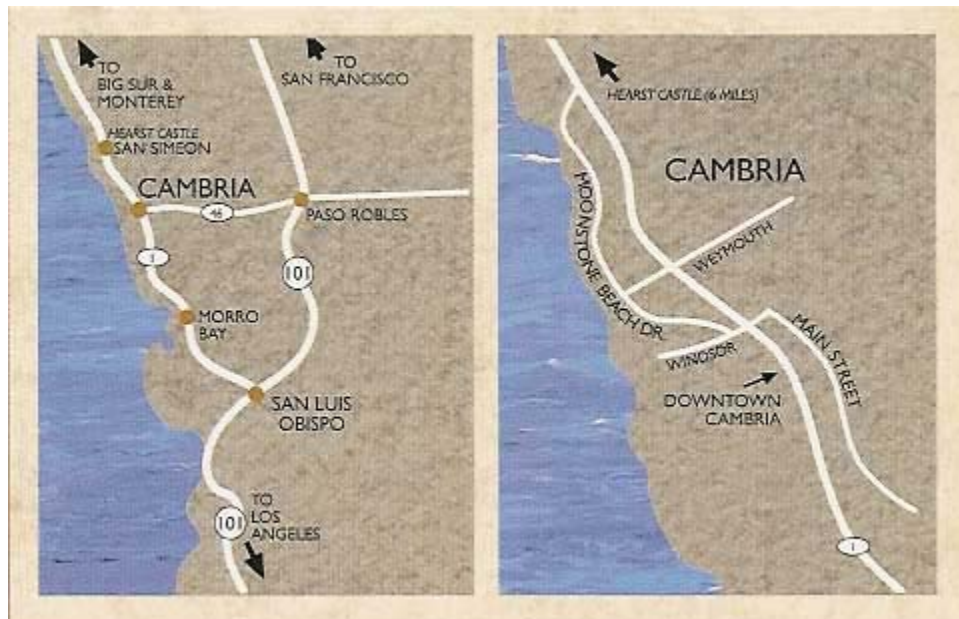 TO
BIG SUR &
MONTEREY
TO
SAN FRANCISCO
HEARST CASTLE
SAN SIMEON
CAMBRIA
46
PASO ROBLES
1
101
MORRO
BAY
SAN LUIS
OBISPO
101
TO
LOS
ANGELES
HEARST CASTLE (6 MILES)
CAMBRIA
MOONSTONE BEACH DR.
WEYMOUTH
WINDSOR
MAIN STREET
DOWNTOWN
CAMBRIA
1